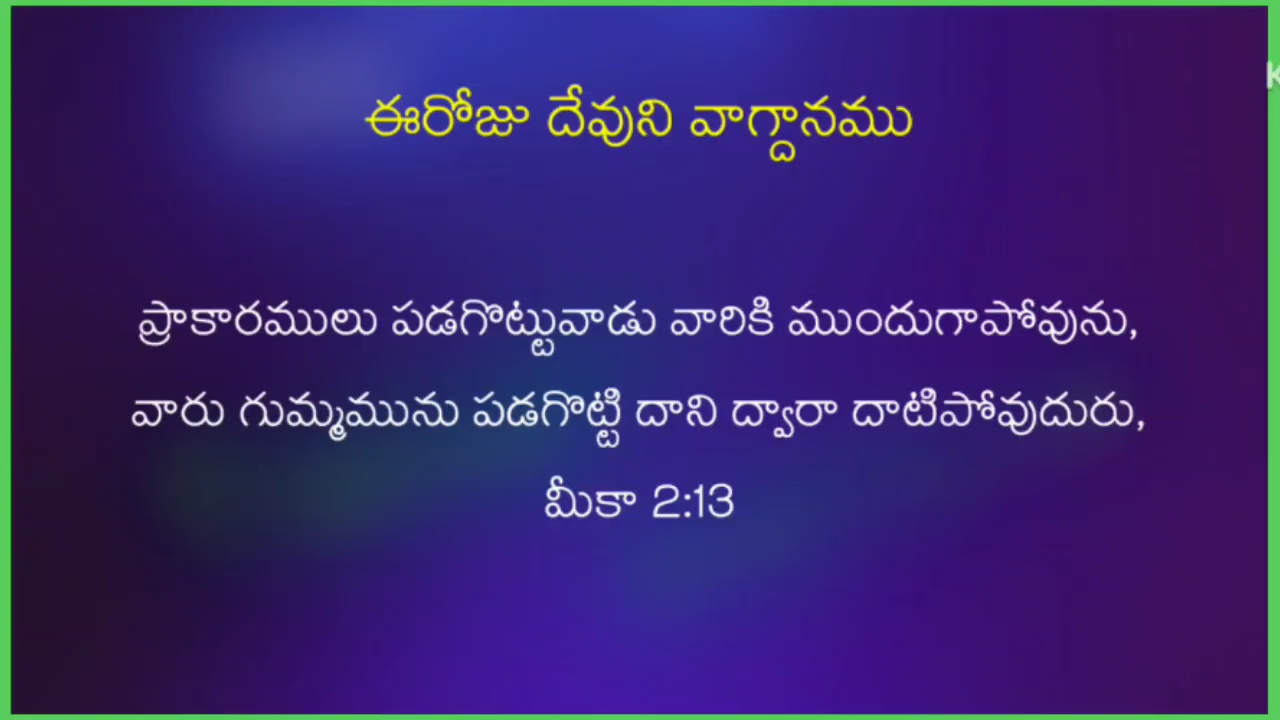 ఈరోజు దేవుని వాగ్దానము
ప్రాకారములు పడగొట్టువాడు వారికి ముందుగాపోవును,
వారు గుమ్మమును పడగొట్టి దాని ద్వారా దాటిపోవుదురు,
మీకా 2:13